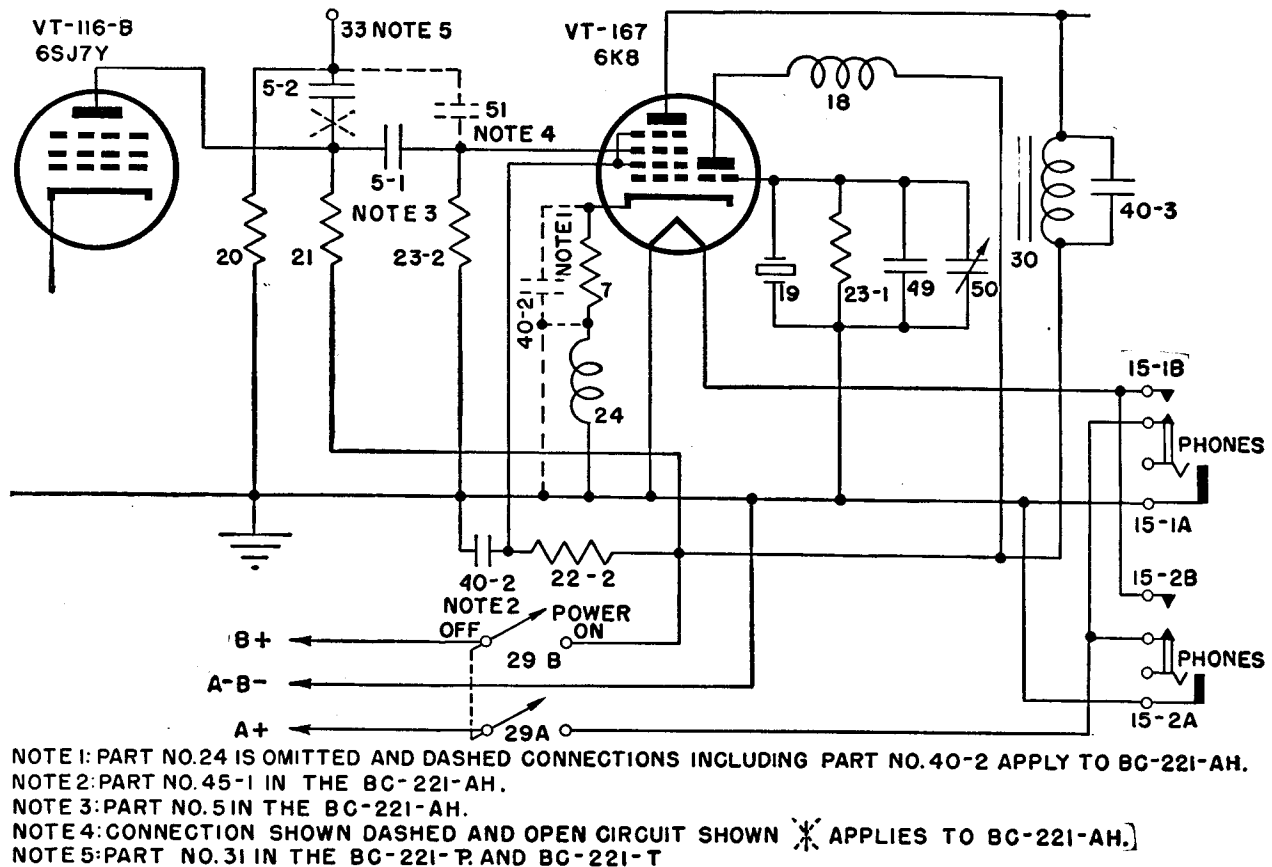 VT-116-B
6SJ7Y
33 NOTE 5
VT-167
6K8
5-2
51
NOTE 4
18
5-1
NOTE 3
NOTE 1
40-3
20
21
23-2
40-2
7
19
23-1
49
50
30
24
15-1B
PHONES
15-1A
40-2
22-2
NOTE 2
POWER
OFF
ON
15-2B
B+
29 B
PHONES
A-B-
A+
29A
15-2A
NOTE 1: PART NO. 24 IS OMITTED AND DASHED CONNECTIONS INCLUDING PART NO. 40-2 APPLY TO BC-221-AH.
NOTE 2: PART NO. 45-1 IN THE BC-221-AH.
NOTE 3: PART NO. 5 IN THE BC-221-AH.
NOTE 4: CONNECTION SHOWN DASHED AND OPEN CIRCUIT SHOWN APPLIES TO BC-221-AH.]
NOTE 5: PART NO. 31 IN THE BC-221-P. AND BC-221-T